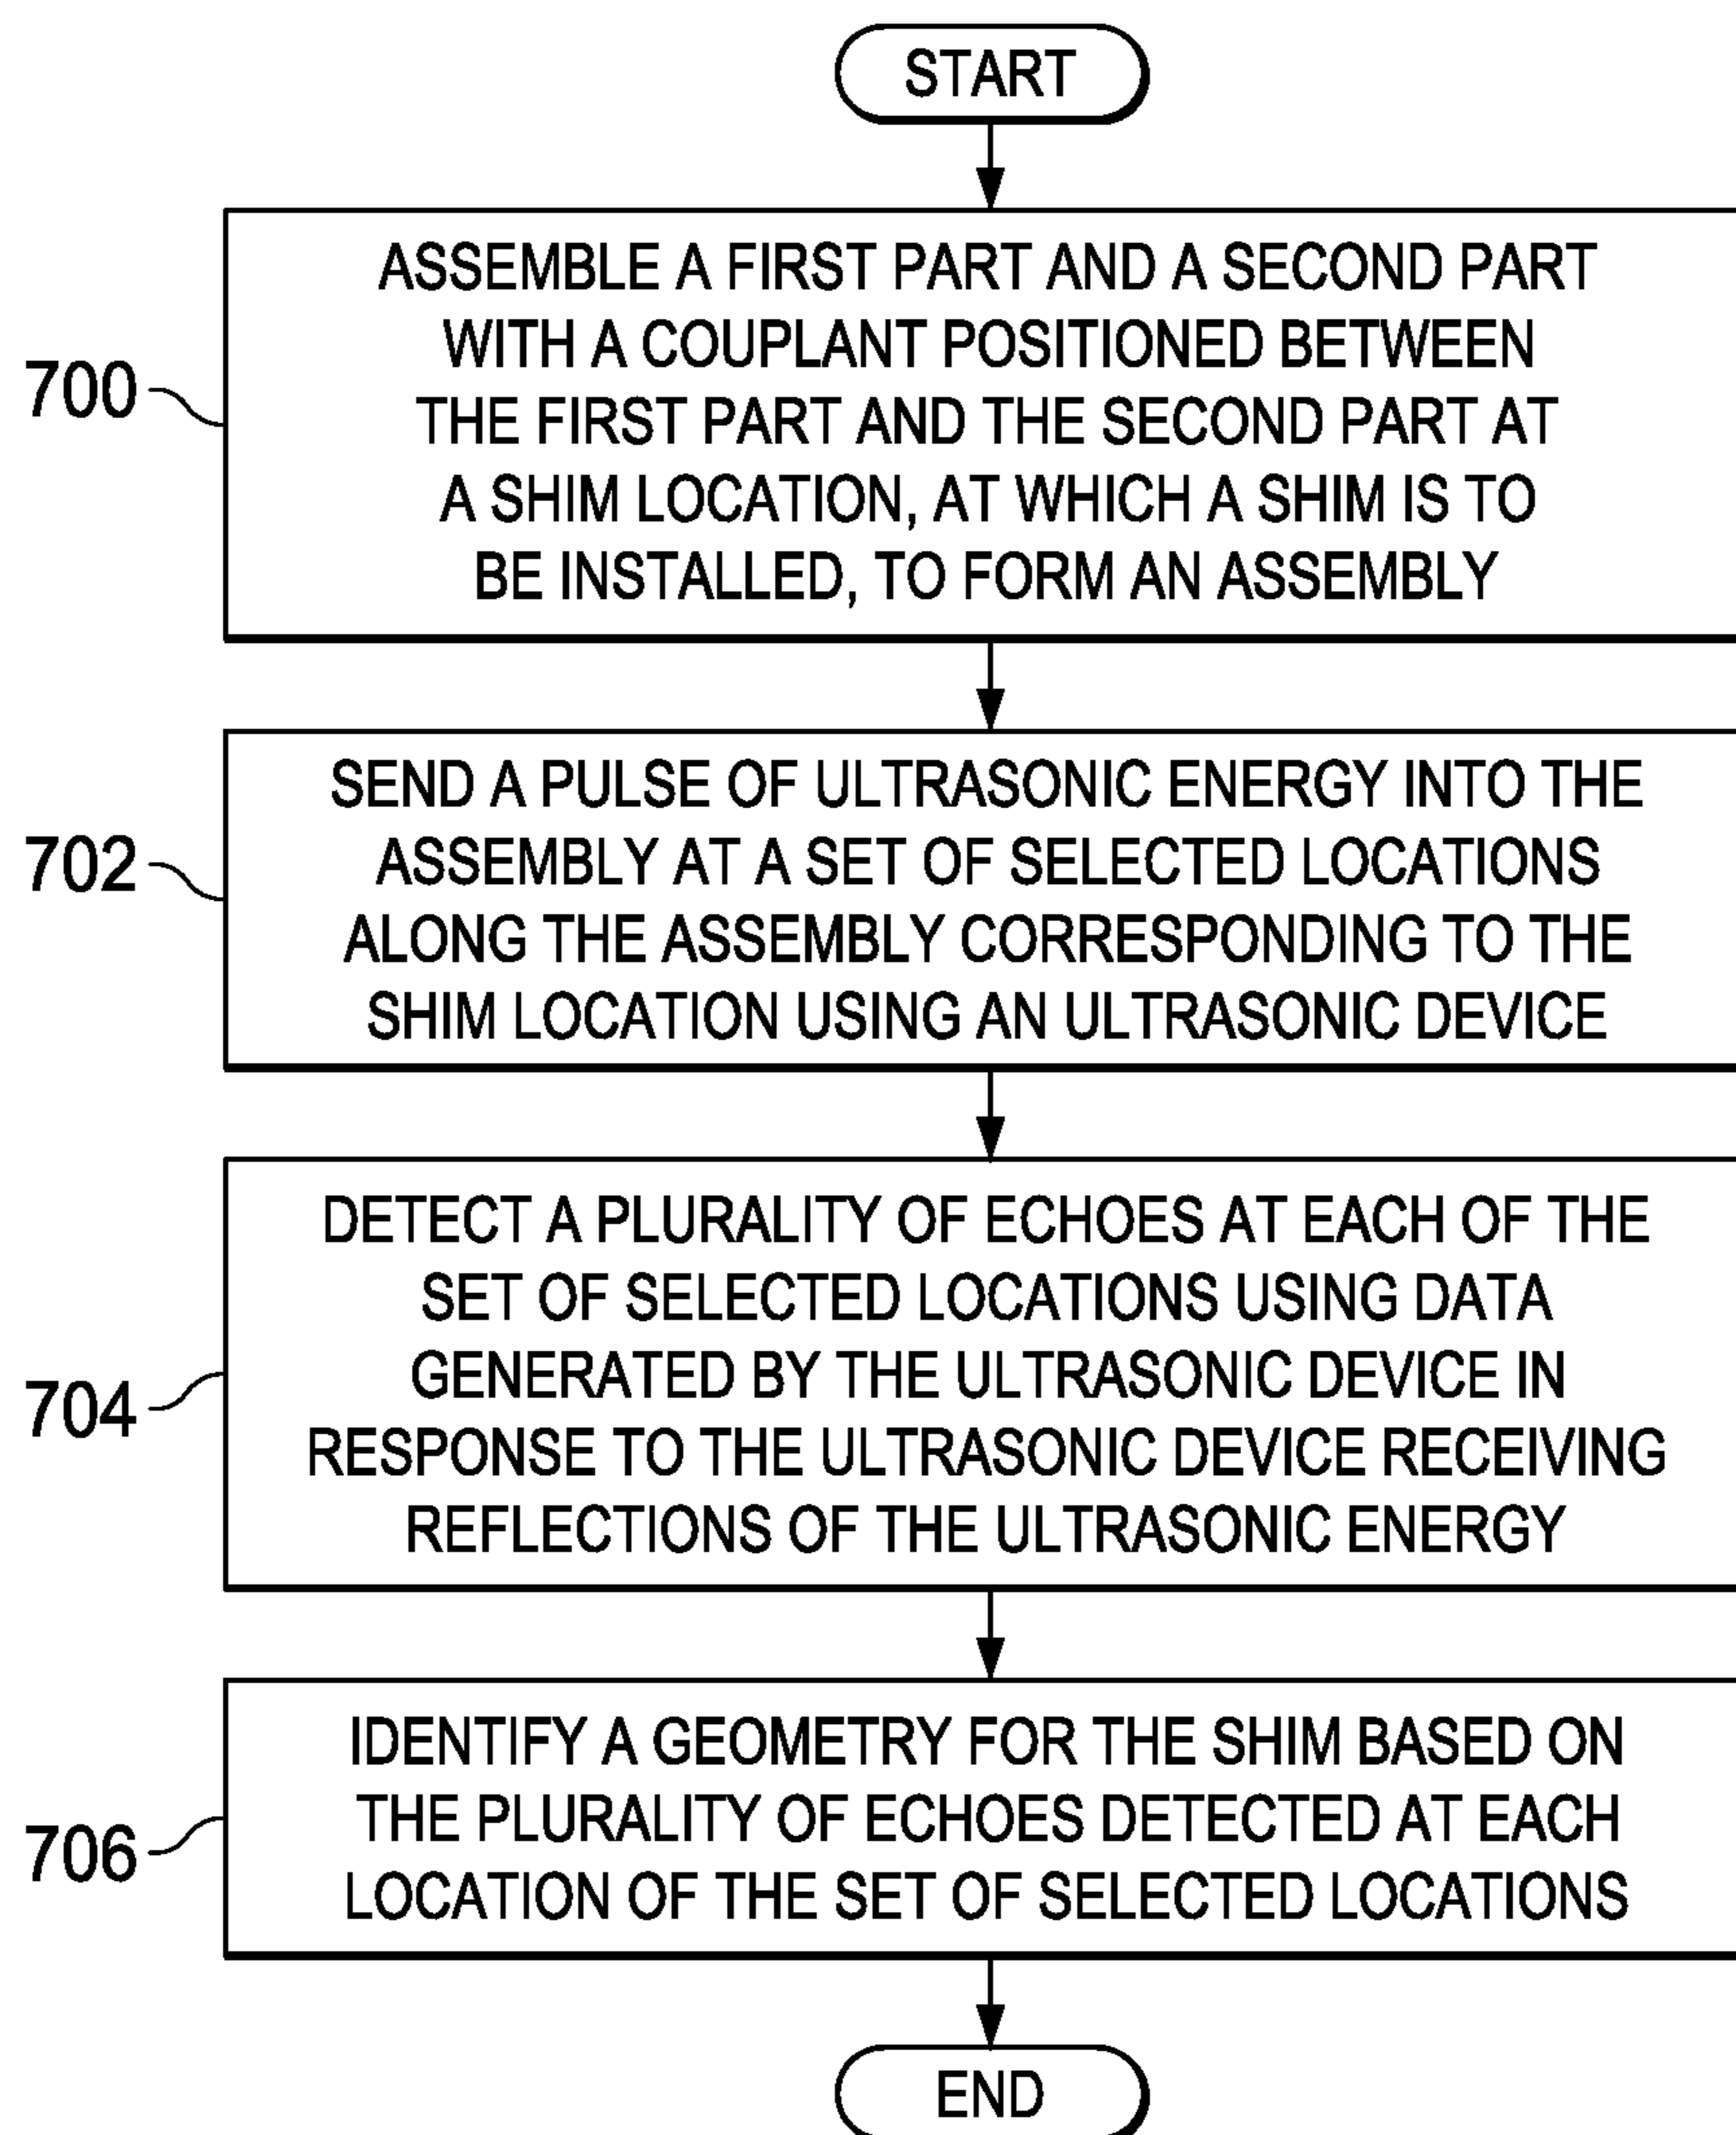 START
700
ASSEMBLE A FIRST PART AND A SECOND PART
WITH A COUPLANT POSITIONED BETWEEN
THE FIRST PART AND THE SECOND PART AT
A SHIM LOCATION, AT WHICH A SHIM IS TO
BE INSTALLED, TO FORM AN ASSEMBLY
702
SEND A PULSE OF ULTRASONIC ENERGY INTO THE
ASSEMBLY AT A SET OF SELECTED LOCATIONS
ALONG THE ASSEMBLY CORRESPONDING TO THE
SHIM LOCATION USING AN ULTRASONIC DEVICE
704
DETECT A PLURALITY OF ECHOES AT EACH OF THE
SET OF SELECTED LOCATIONS USING DATA
GENERATED BY THE ULTRASONIC DEVICE IN
RESPONSE TO THE ULTRASONIC DEVICE RECEIVING
REFLECTIONS OF THE ULTRASONIC ENERGY
706
IDENTIFY A GEOMETRY FOR THE SHIM BASED ON
THE PLURALITY OF ECHOES DETECTED AT EACH
LOCATION OF THE SET OF SELECTED LOCATIONS
END